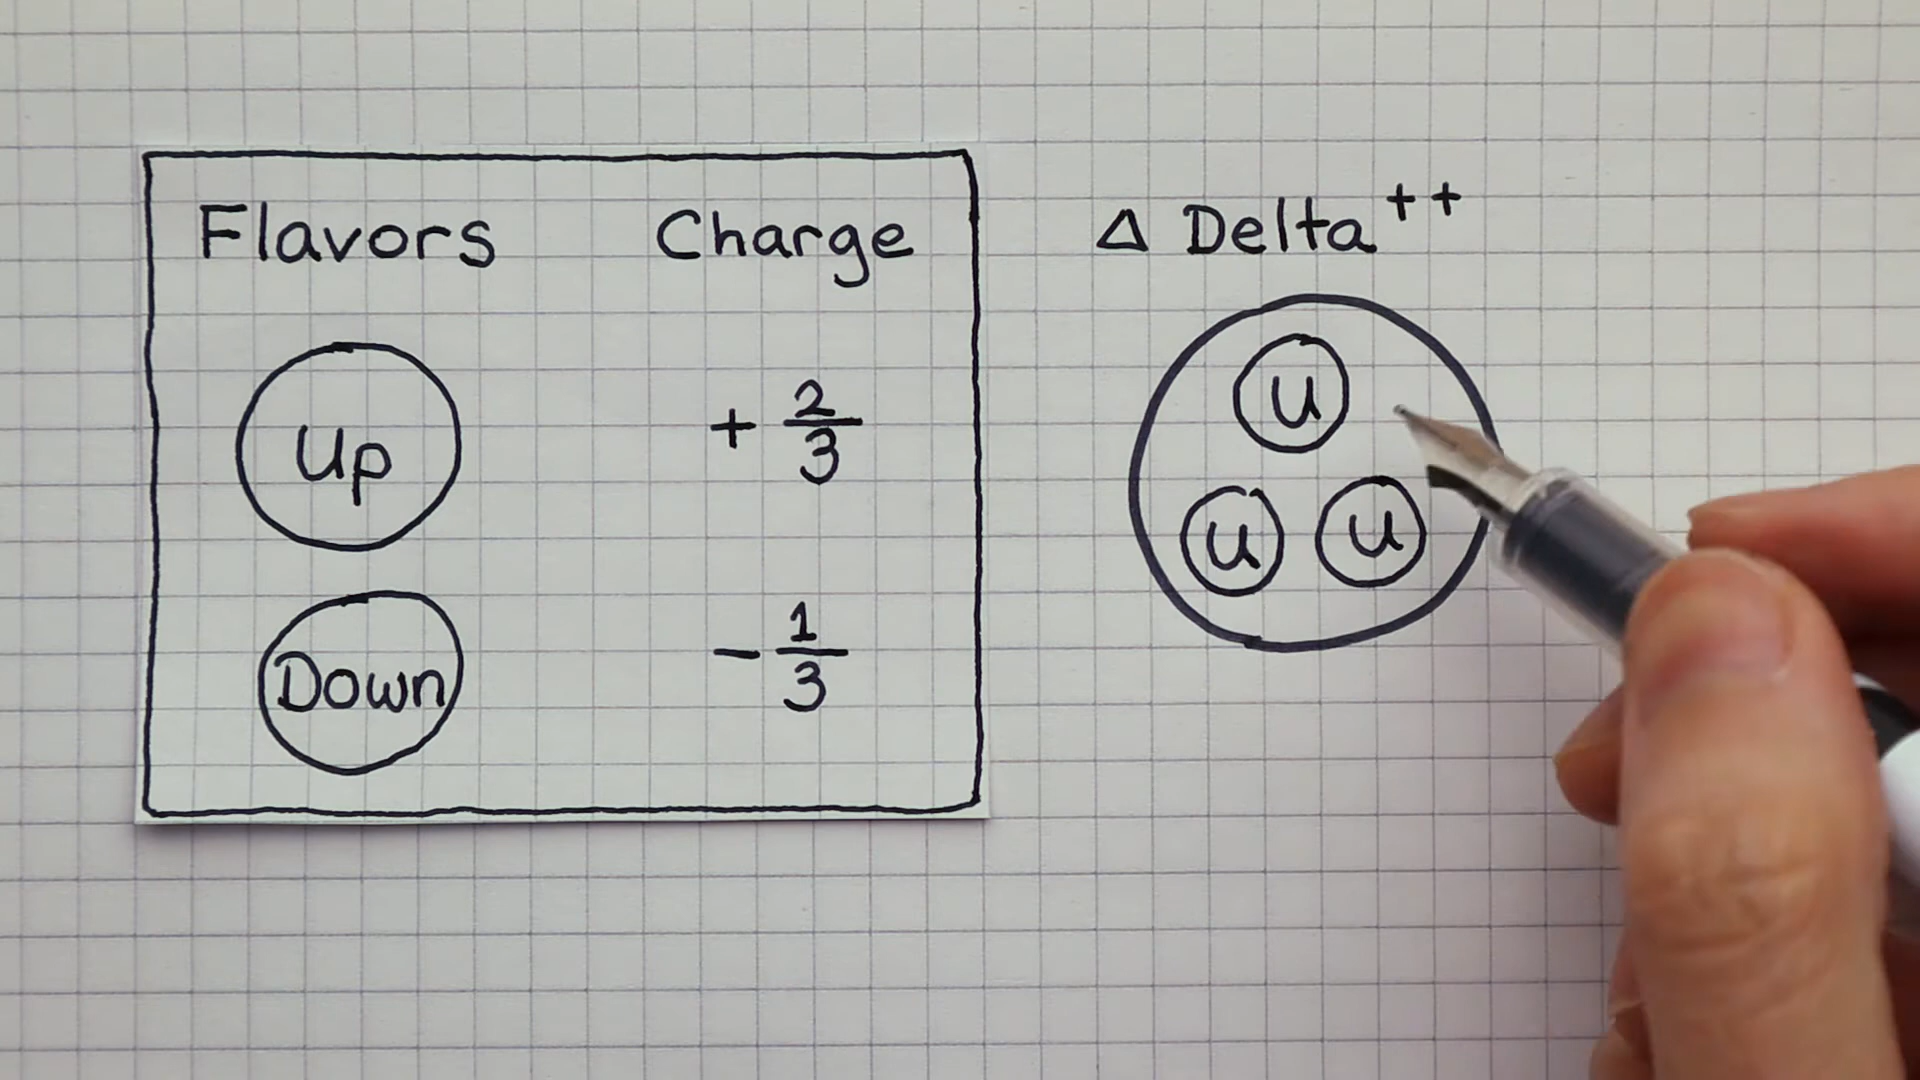 Flavors Charge
Up + 2/3
Down - 1/3
Δ Delta++
u
u u